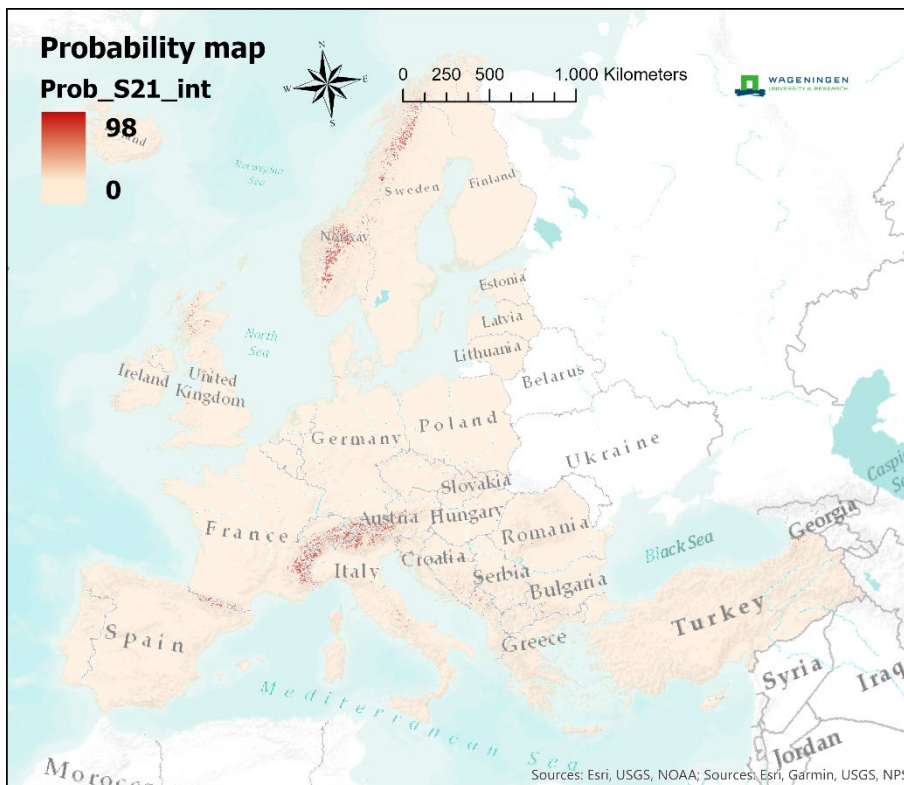 Probability map
Prob_S21_int
98
0
N
W
E
S
0 250 500 1.000 Kilometers
WAGENINGEN
UNIVERSITY & RESEARCH
Norwegian
Sea
Sweden
Finland
Norway
Estonia
North
Sea
Latvia
Lithuania
Ireland
United
Kingdom
Belarus
Germany
Poland
Ukraine
Slovakia
France
Austria
Hungary
Romania
Georgia
Croatia
Black Sea
Italy
Serbia
Bulgaria
Spain
Greece
Turkey
Syria
Iraq
Mediterranean Sea
Jordan
Sources: Esri, USGS, NOAA; Sources: Esri, Garmin, USGS, NPS